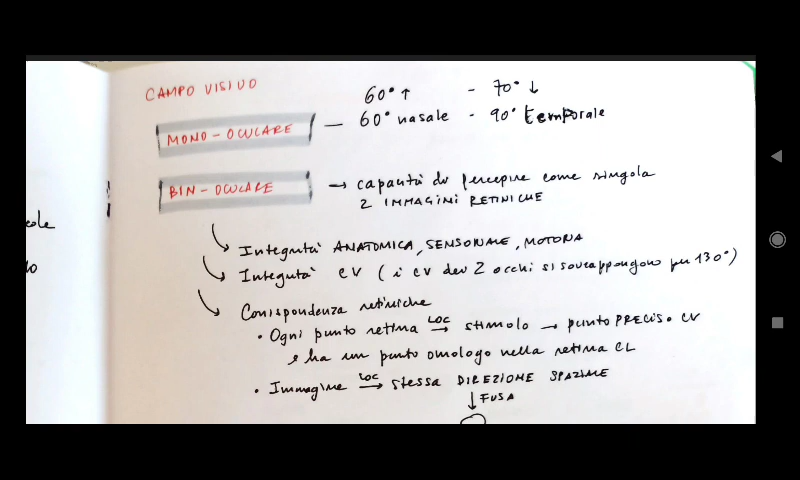 CAMPO VISIVO
60° ↑ - 70° ↓
MONO-OCULARE — 60° nasale - 90° temporale
BIN-OCULARE → capacità di percepire come singola
2 IMMAGINI RETINICHE
Integrità ANATOMICA, SENSORIALE, MOTORIA
Integrità CV (i CV dei 2 occhi si sovrappongono per 130°)
Corrispondenza retiniche
• Ogni punto retina LOC → stimolo → punto PRECISO CV
e ha un punto omologo nella retina CL
• Immagine LOC → stessa DIREZIONE SPAZIALE
↓ FUSA